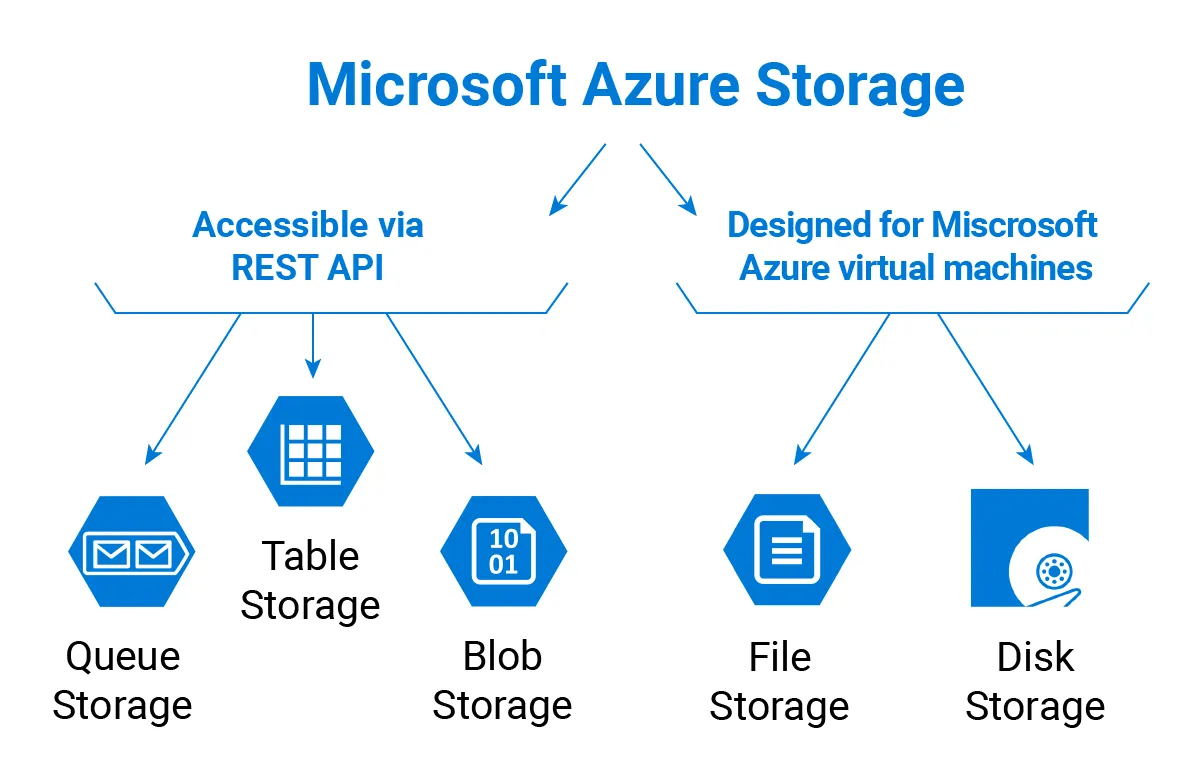 Microsoft Azure Storage
Accessible via
REST API
Designed for Miscrosoft
Azure virtual machines
10
01
Table
Storage
Queue
Storage
Blob
Storage
File
Storage
Disk
Storage